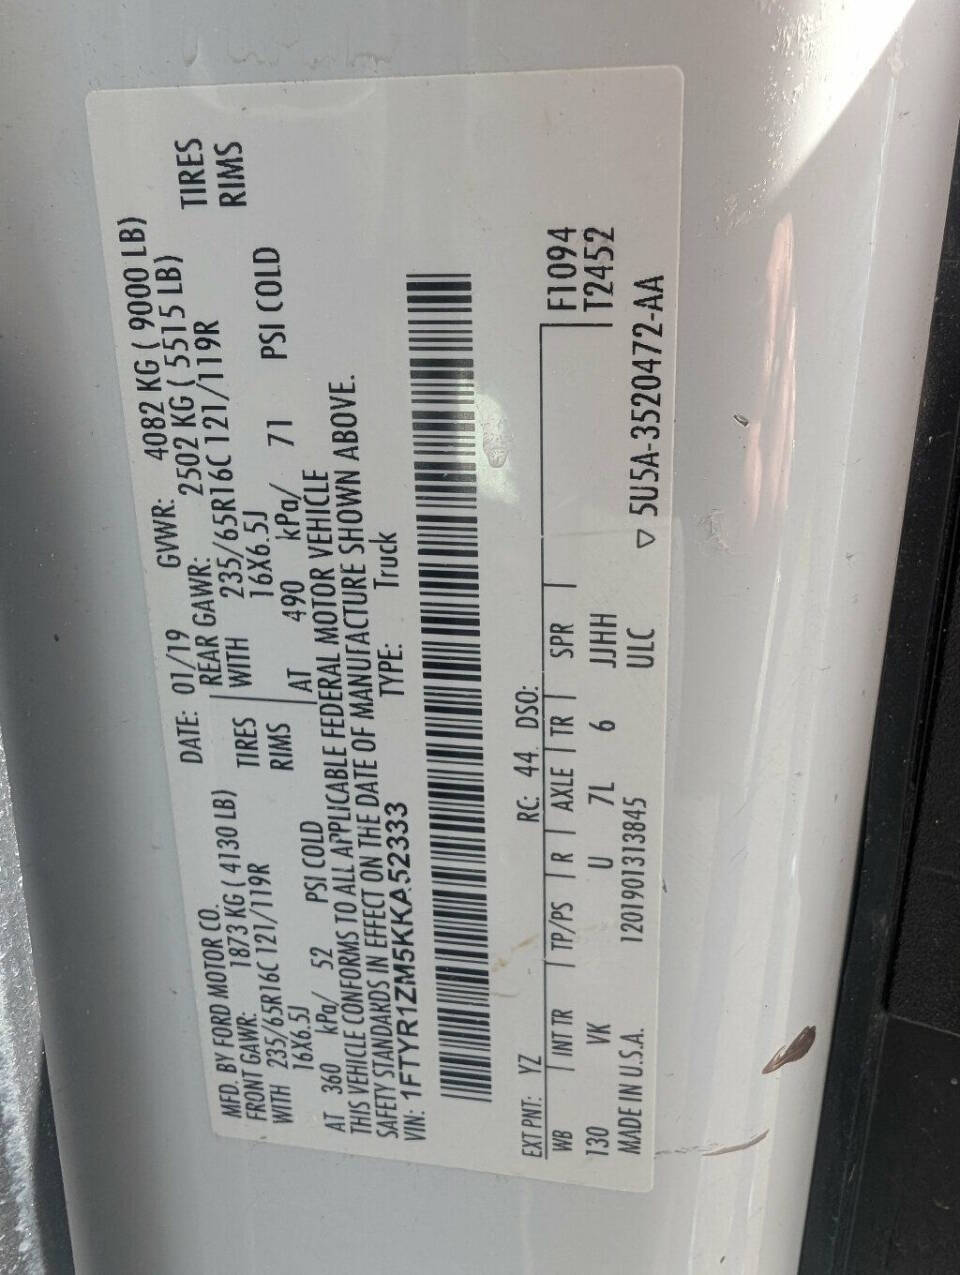 MFD. BY FORD MOTOR CO.
DATE: 01/19 GVWR: 4082 KG ( 9000 LB)
FRONT GAWR: 1873 KG ( 4130 LB) REAR GAWR: 2502 KG ( 5515 LB)
WITH 235/65R16C 121/119R TIRES WITH 235/65R16C 121/119R TIRES
16X6.5J RIMS 16X6.5J RIMS
AT 360 kPa/ 52 PSI COLD AT 490 kPa/ 71 PSI COLD
THIS VEHICLE CONFORMS TO ALL APPLICABLE FEDERAL MOTOR VEHICLE
SAFETY STANDARDS IN EFFECT ON THE DATE OF MANUFACTURE SHOWN ABOVE.
VIN: 1FTYR1ZM5KKA52333 TYPE: Truck
EXT PNT: YZ RC: 44 DSO:
WB INT TR TP/PS R AXLE TR SPR F1094
130 VK U 7L 6 JJHH T2452
MADE IN U.S.A. 1201901313845 ULC ▽ 5U5A-3520472-AA